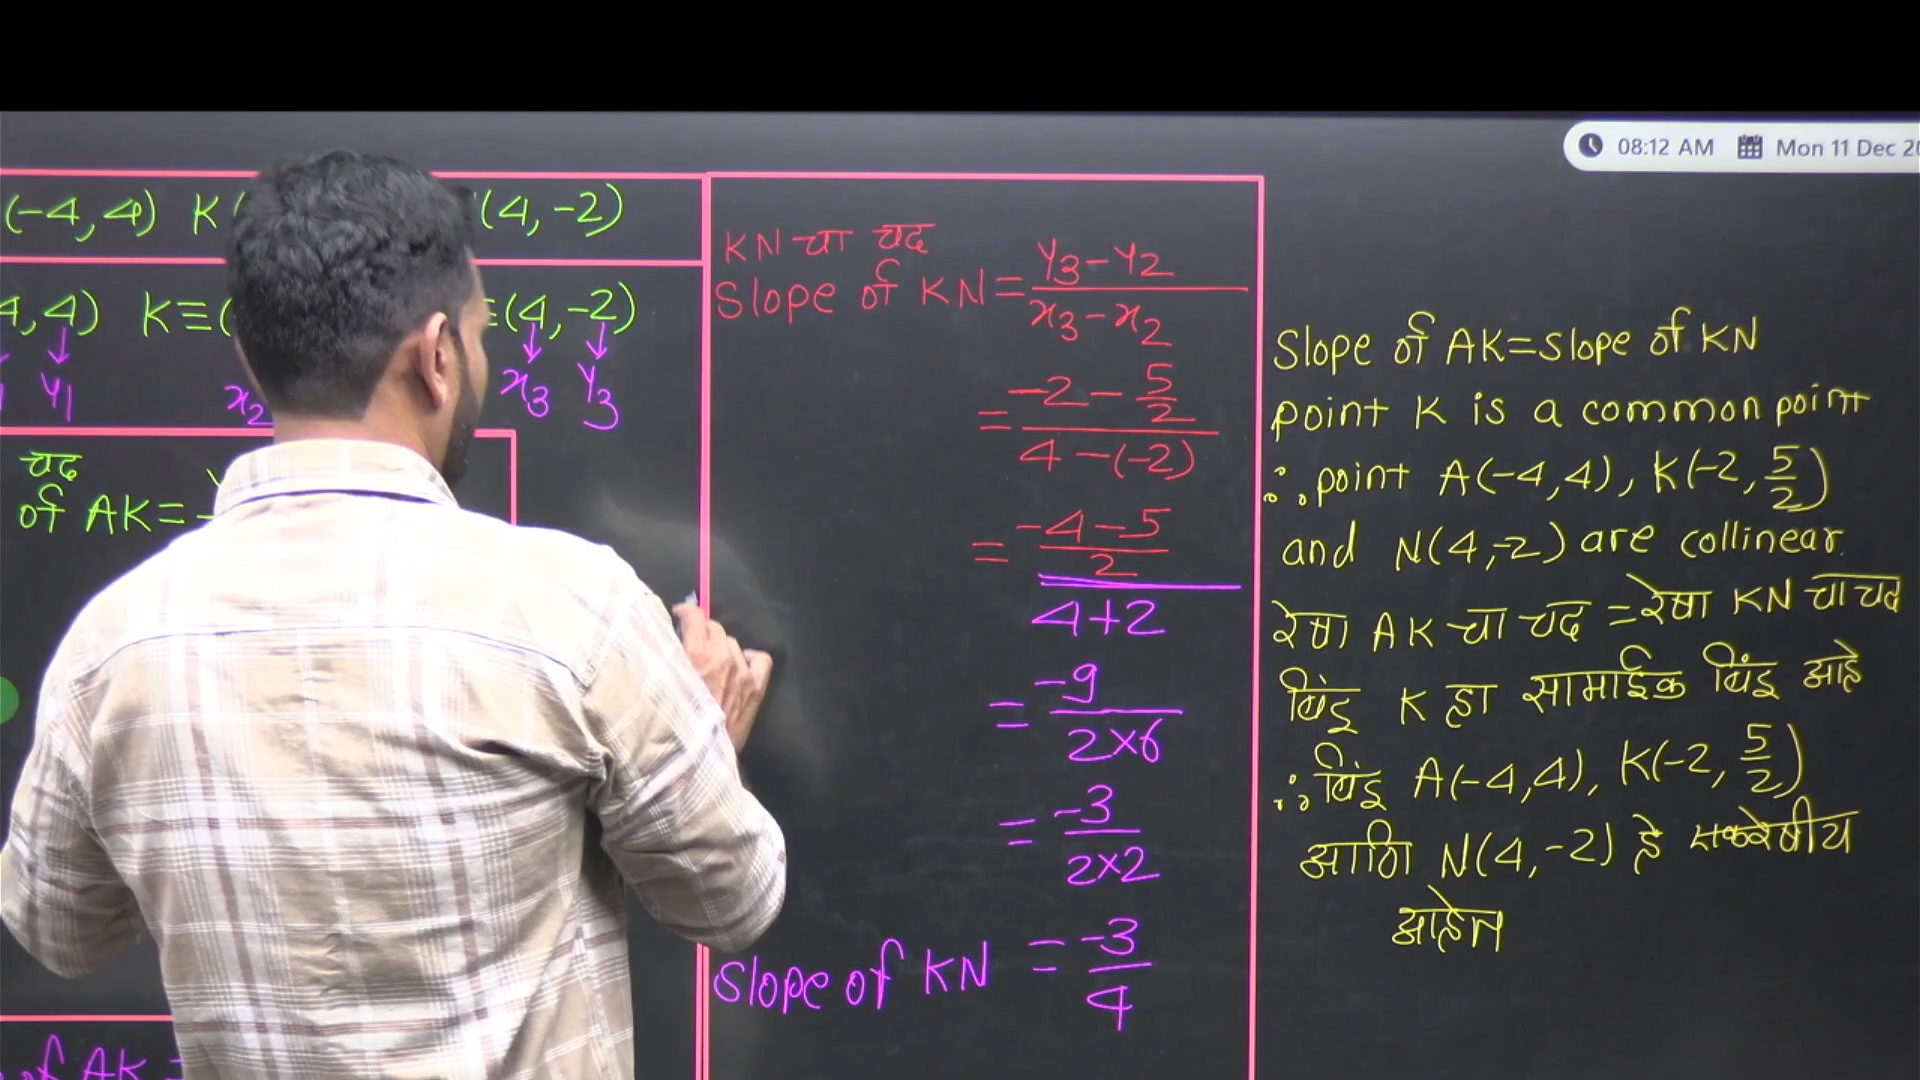 08:12 AM Mon 11 Dec 20
(-4,4) K( (4,-2)
4,4) K≡( ≡(4,-2)
y1 x2 x3 y3
चढ
of AK=
of AK =
KN चा चढ
Slope of KN = y3-y2 / x3-x2
= -2 - 5/2 / 4-(-2)
= -4-5 / 2 / 4+2
= -9 / 2×6
= -3 / 2×2
Slope of KN = -3 / 4
Slope of AK=slope of KN
point K is a common point
∴ point A(-4,4), K(-2, 5/2)
and N(4,-2) are collinear.
रेषा AK चा चढ = रेषा KN चा चढ
बिंदू K हा सामाईक बिंदू आहे
∴ बिंदू A(-4,4), K(-2, 5/2)
आणि N(4,-2) हे एकरेषीय
आहेत